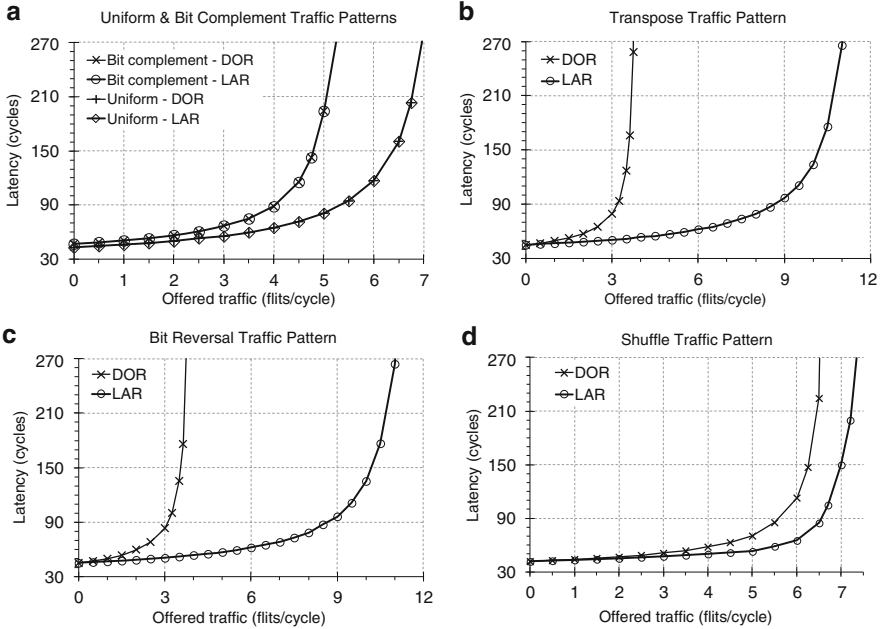 a
Uniform & Bit Complement Traffic Patterns
270
210
150
90
30
Latency (cycles)
Bit complement - DOR
Bit complement - LAR
Uniform - DOR
Uniform - LAR
0 1 2 3 4 5 6 7
Offered traffic (flits/cycle)
b
Transpose Traffic Pattern
270
210
150
90
30
Latency (cycles)
DOR
LAR
0 3 6 9 12
Offered traffic (flits/cycle)
c
Bit Reversal Traffic Pattern
270
210
150
90
30
Latency (cycles)
DOR
LAR
0 3 6 9 12
Offered traffic (flits/cycle)
d
Shuffle Traffic Pattern
270
210
150
90
30
Latency (cycles)
DOR
LAR
0 1 2 3 4 5 6 7
Offered traffic (flits/cycle)